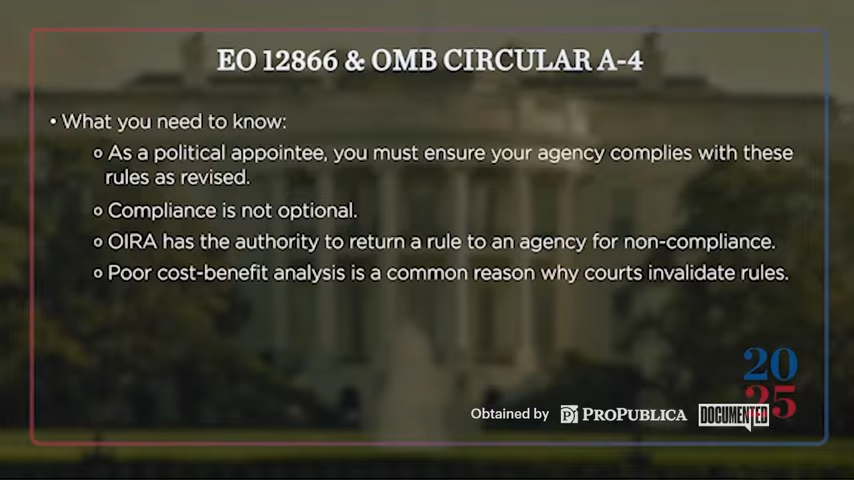 EO 12866 & OMB CIRCULAR A-4
• What you need to know:
o As a political appointee, you must ensure your agency complies with these
rules as revised.
o Compliance is not optional.
o OIRA has the authority to return a rule to an agency for non-compliance.
o Poor cost-benefit analysis is a common reason why courts invalidate rules.
20
25
Obtained by PROPUBLICA DOCUMENTED